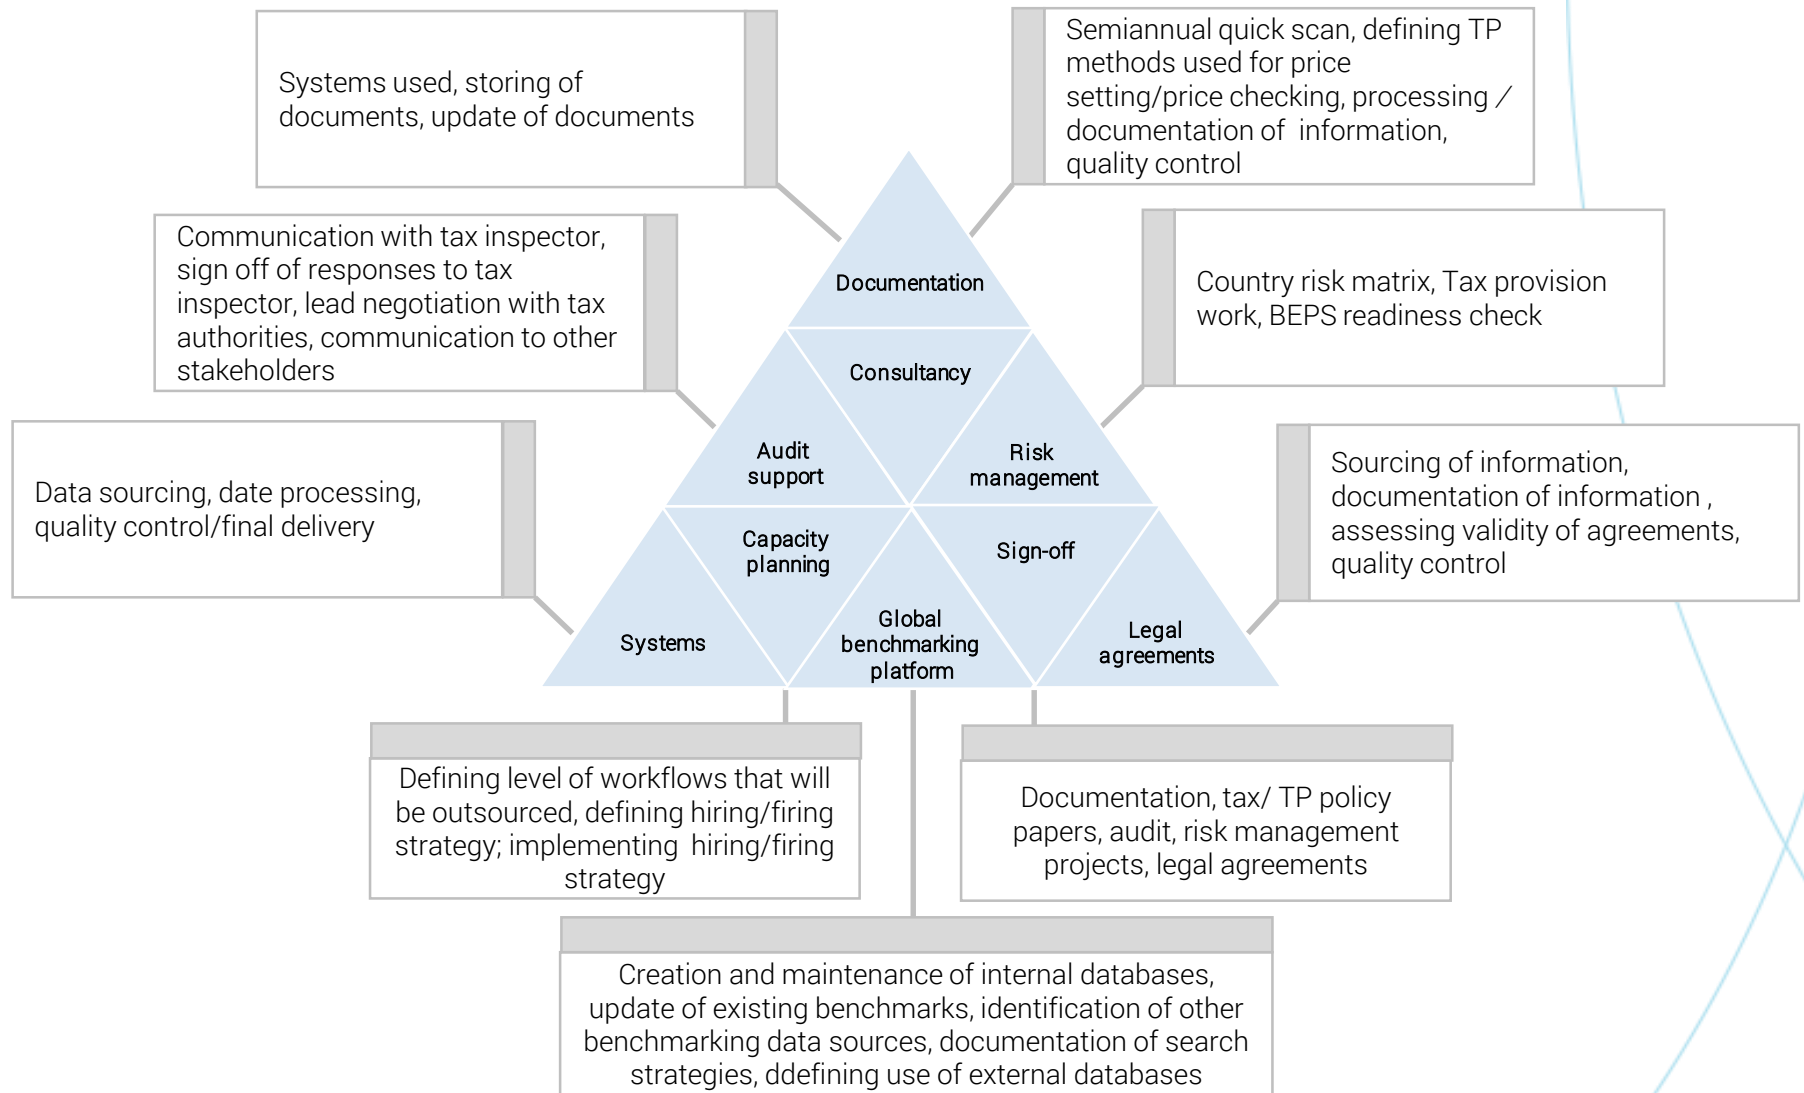 Systems used, storing of
documents, update of documents
Semiannual quick scan, defining TP
methods used for price
setting/price checking, processing /
documentation of information,
quality control
Communication with tax inspector,
sign off of responses to tax
inspector, lead negotiation with tax
authorities, communication to other
stakeholders
Country risk matrix, Tax provision
work, BEPS readiness check
Data sourcing, date processing,
quality control/final delivery
Sourcing of information,
documentation of information ,
assessing validity of agreements,
quality control
Documentation
Consultancy
Audit
support
Risk
management
Capacity
planning
Sign-off
Systems
Global
benchmarking
platform
Legal
agreements
Defining level of workflows that will
be outsourced, defining hiring/firing
strategy; implementing hiring/firing
strategy
Documentation, tax/ TP policy
papers, audit, risk management
projects, legal agreements
Creation and maintenance of internal databases,
update of existing benchmarks, identification of other
benchmarking data sources, documentation of search
strategies, ddefining use of external databases